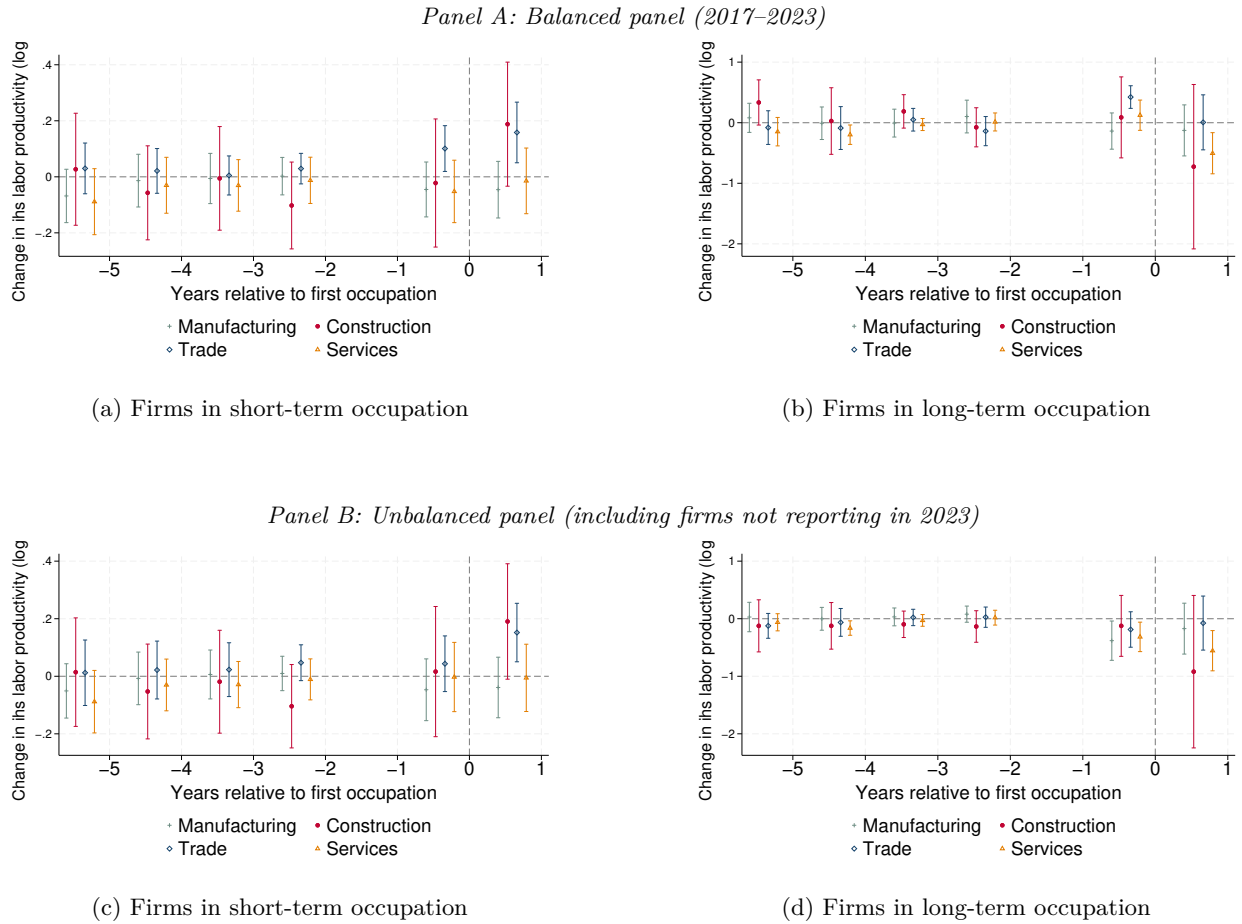 Panel A: Balanced panel (2017–2023)
Change in ihs labor productivity (log
.4
.2
0
-.2
−5 −4 −3 −2 −1 0 1
Years relative to first occupation
Manufacturing Construction
Trade Services
(a) Firms in short-term occupation
Change in ihs labor productivity (log
1
0
-1
-2
−5 −4 −3 −2 −1 0 1
Years relative to first occupation
Manufacturing Construction
Trade Services
(b) Firms in long-term occupation
Panel B: Unbalanced panel (including firms not reporting in 2023)
Change in ihs labor productivity (log
.4
.2
0
-.2
−5 −4 −3 −2 −1 0 1
Years relative to first occupation
Manufacturing Construction
Trade Services
(c) Firms in short-term occupation
Change in ihs labor productivity (log
1
0
-1
-2
−5 −4 −3 −2 −1 0 1
Years relative to first occupation
Manufacturing Construction
Trade Services
(d) Firms in long-term occupation